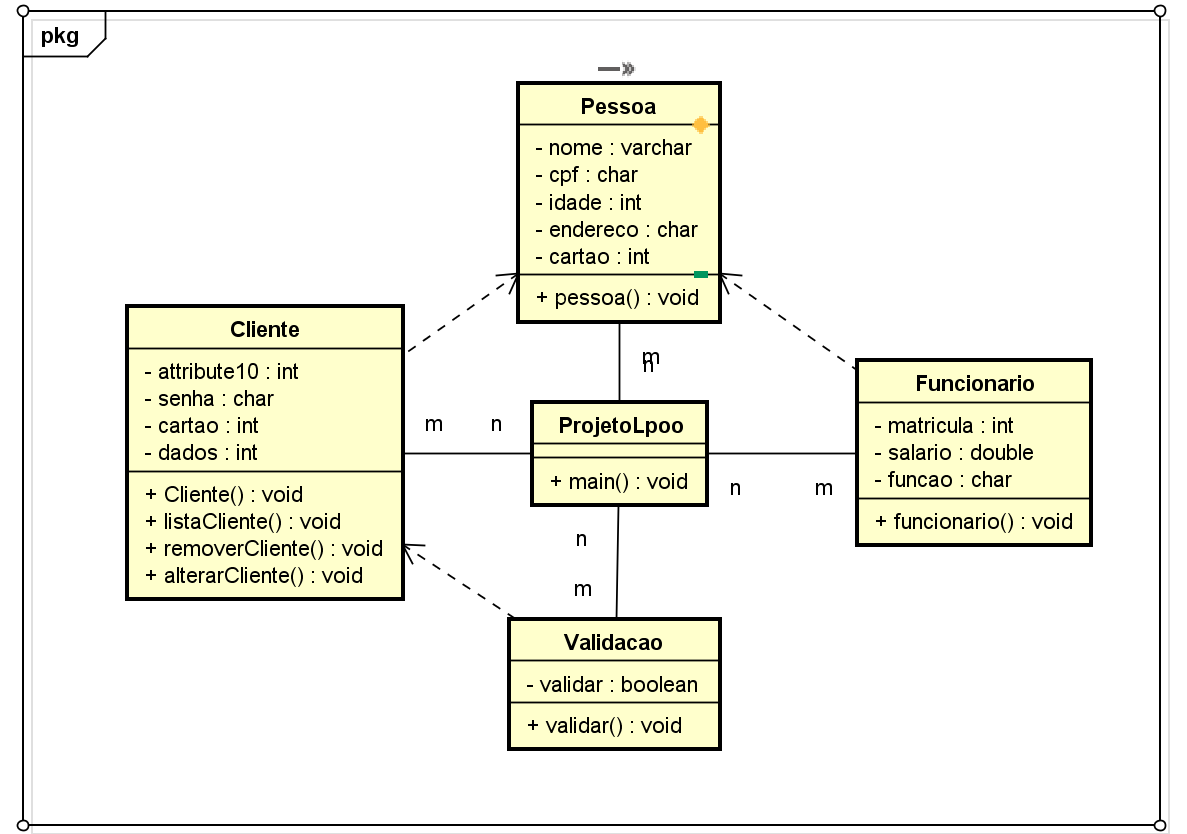 pkg
Pessoa
- nome : varchar
- cpf : char
- idade : int
- endereco : char
- cartao : int
+ pessoa() : void
Cliente
- attribute10 : int
- senha : char
- cartao : int
- dados : int
+ Cliente() : void
+ listaCliente() : void
+ removerCliente() : void
+ alterarCliente() : void
m
n
m
n
ProjetoLpoo
+ main() : void
n
m
Funcionario
- matricula : int
- salario : double
- funcao : char
+ funcionario() : void
n
m
Validacao
- validar : boolean
+ validar() : void